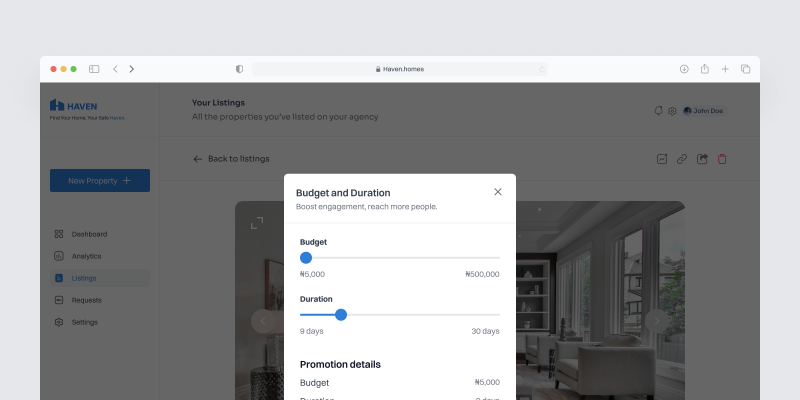 Haven.homes
HAVEN
Find Your Home, Your Safe Haven.
Your Listings
All the properties you've listed on your agency
John Doe
Back to listings
New Property
Dashboard
Analytics
Listings
Requests
Settings
Budget and Duration
Boost engagement, reach more people.
Budget
₦5,000
₦500,000
Duration
9 days
30 days
Promotion details
Budget
₦5,000
Duration
9 days